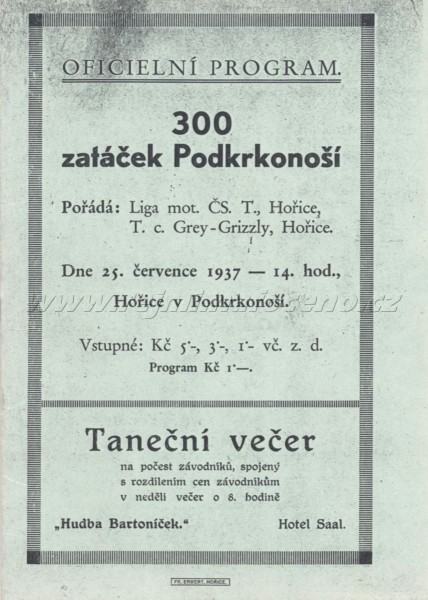 OFICIELNÍ PROGRAM.
300
zatáček Podkrkonoší
Pořádá: Liga mot. ČS. T., Hořice,
T. c. Grey-Grizzly, Hořice.
Dne 25. července 1937 — 14. hod.,
Hořice v Podkrkonoší.
Vstupné: Kč 5·-, 3·-, 1·- vč. z. d.
Program Kč 1·—.
Taneční večer
na počest závodníků, spojený
s rozdílením cen závodníkům
v neděli večer o 8. hodině
„Hudba Bartoníček." Hotel Saal.